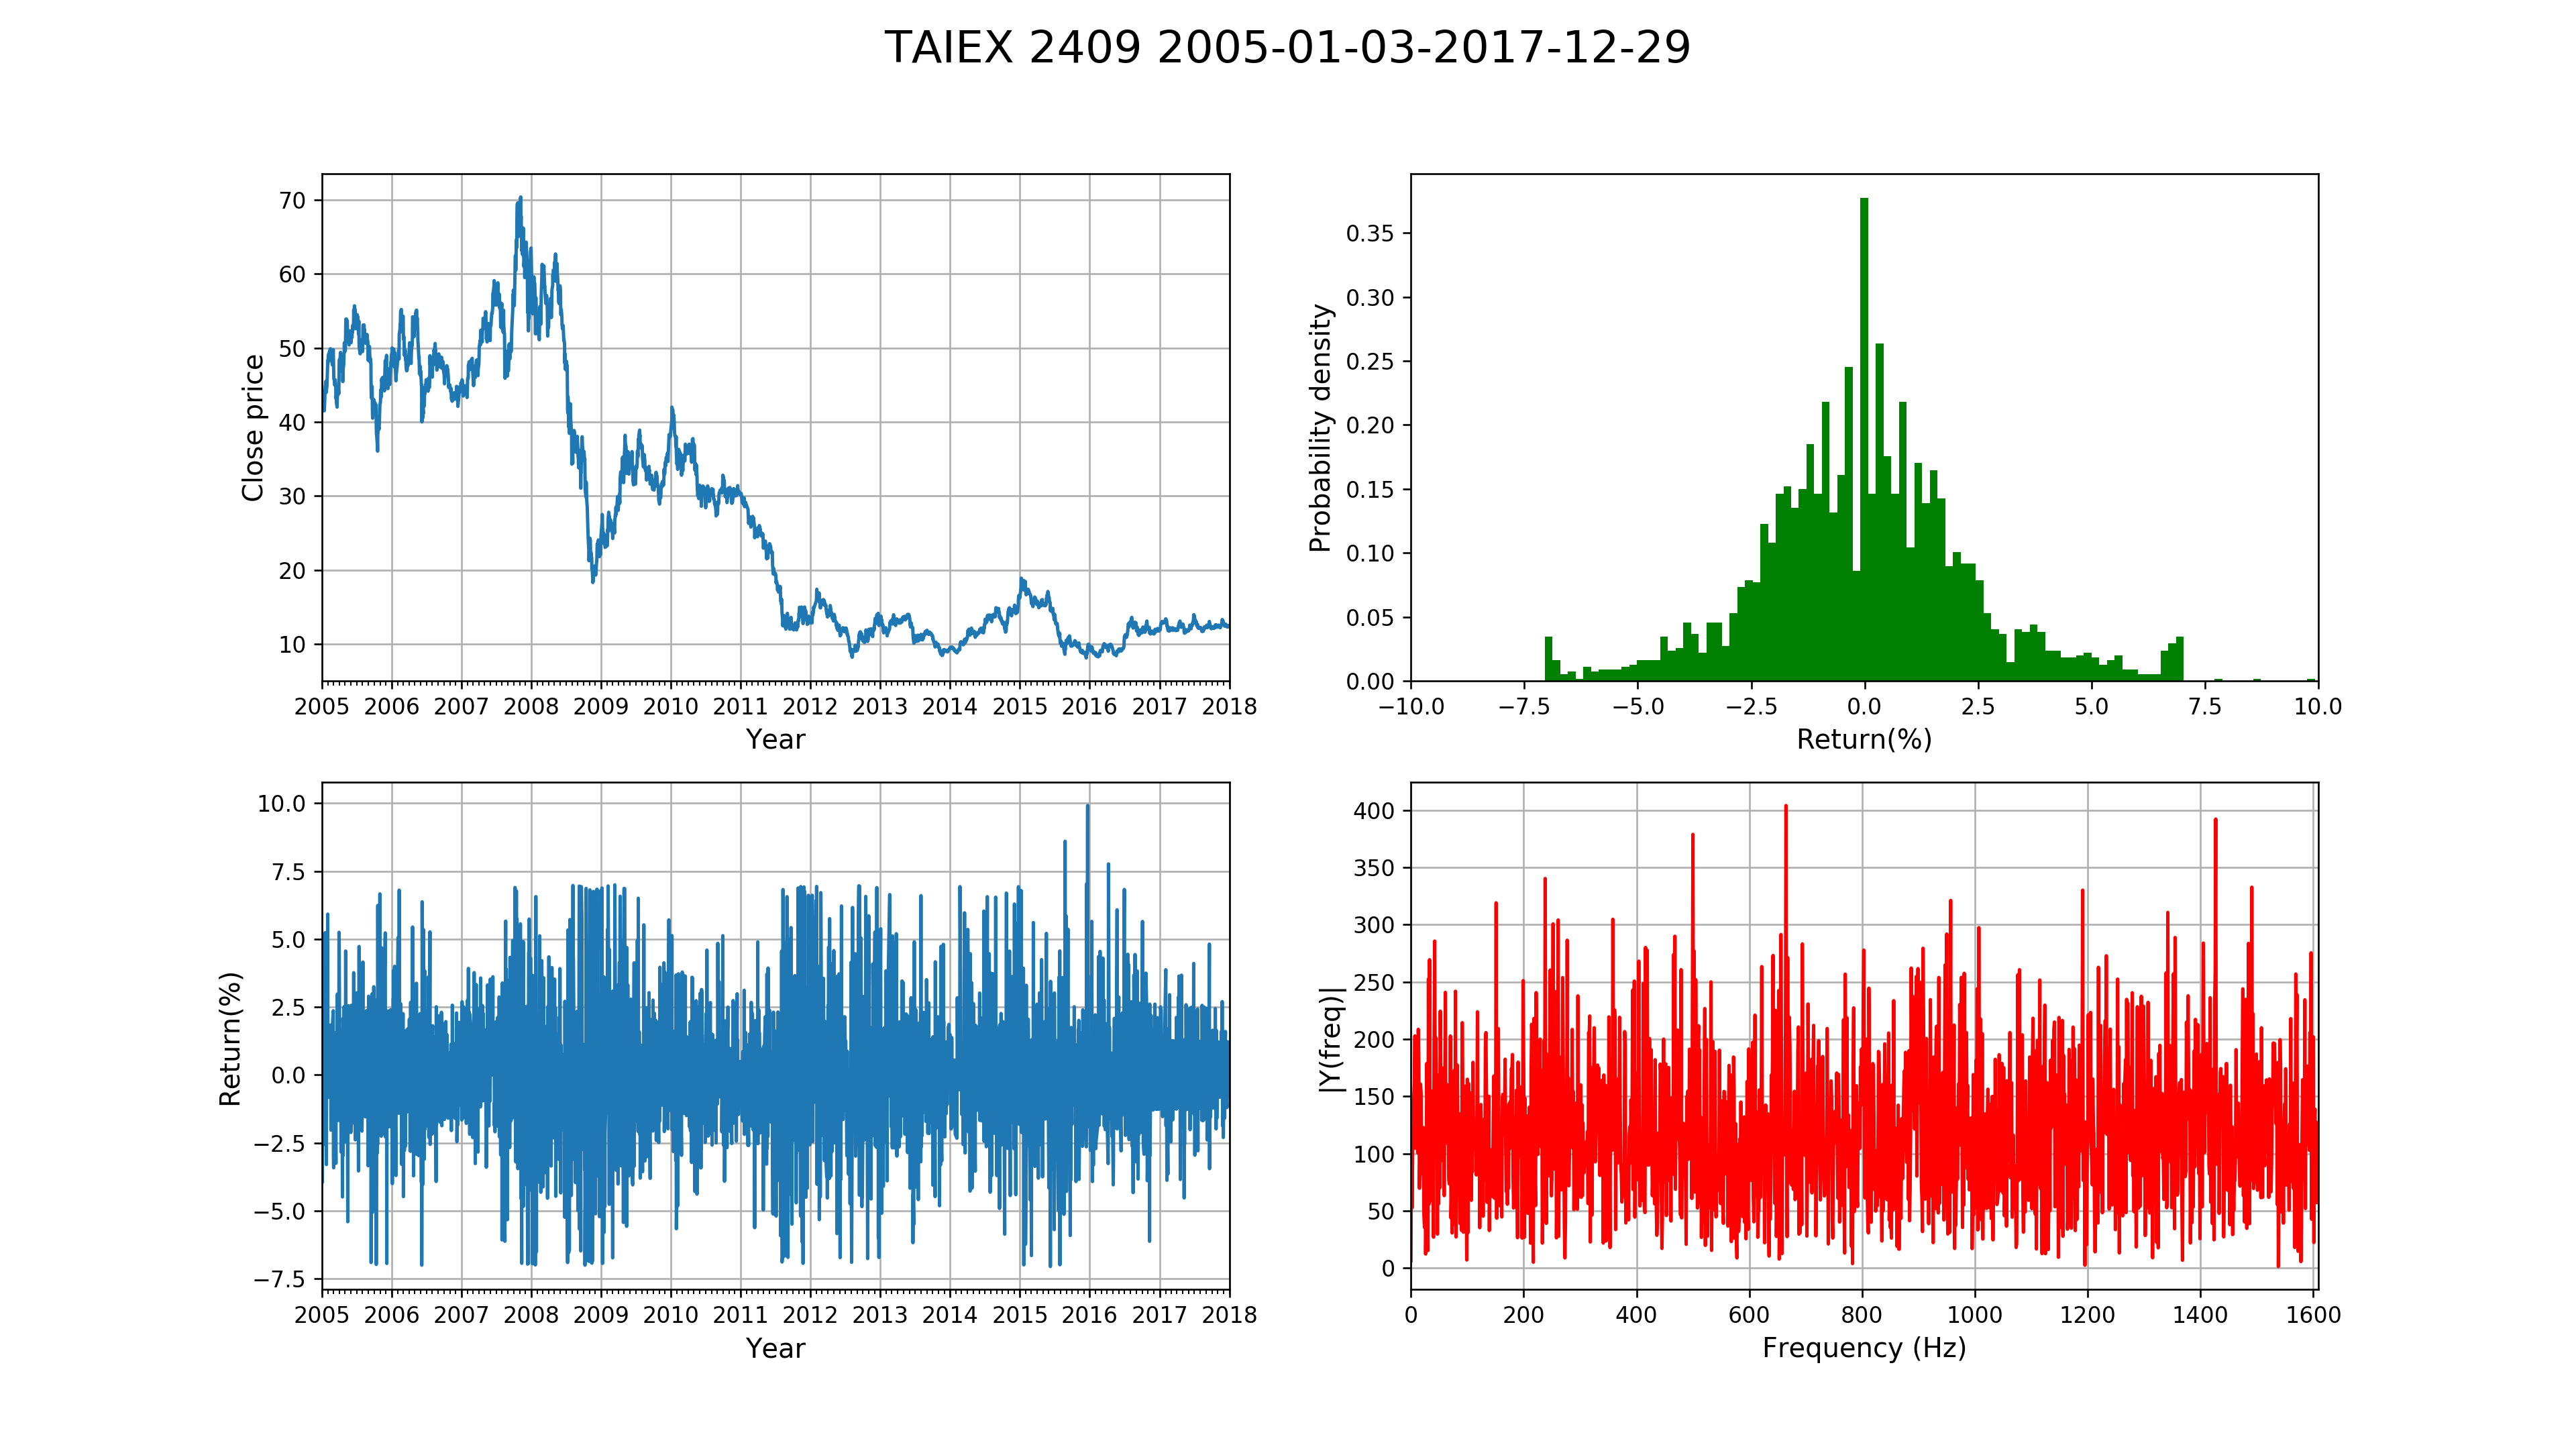 TAIEX 2409 2005-01-03-2017-12-29
Close price
70
60
50
40
30
20
10
2005 2006 2007 2008 2009 2010 2011 2012 2013 2014 2015 2016 2017 2018
Year
Probability density
0.35
0.30
0.25
0.20
0.15
0.10
0.05
0.00
−10.0 −7.5 −5.0 −2.5 0.0 2.5 5.0 7.5 10.0
Return(%)
Return(%)
10.0
7.5
5.0
2.5
0.0
−2.5
−5.0
−7.5
2005 2006 2007 2008 2009 2010 2011 2012 2013 2014 2015 2016 2017 2018
Year
|Y(freq)|
400
350
300
250
200
150
100
50
0
0 200 400 600 800 1000 1200 1400 1600
Frequency (Hz)